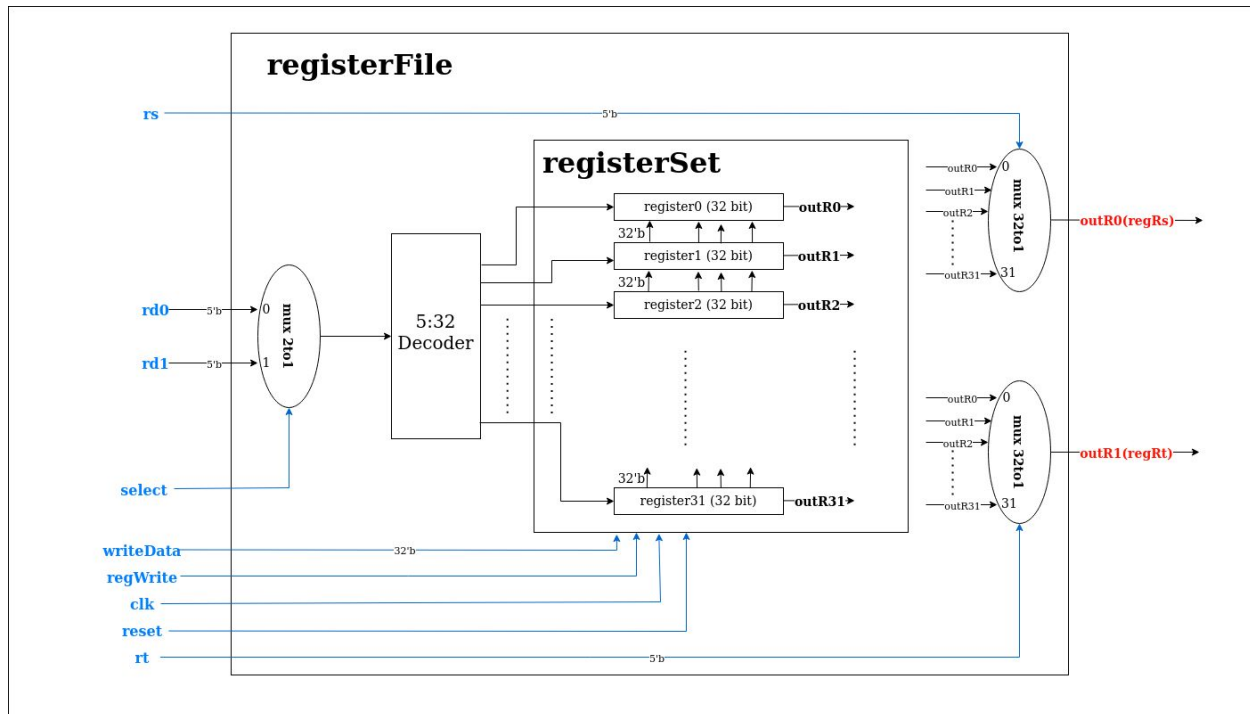 registerFile
rs
5'b
registerSet
register0 (32 bit)
outR0
32'b
register1 (32 bit)
outR1
32'b
register2 (32 bit)
outR2
32'b
register31 (32 bit)
outR31
5:32
Decoder
rd0
5'b
0
rd1
5'b
1
mux 2to1
select
writeData
32'b
regWrite
clk
reset
rt
5'b
outR0
0
outR1
outR2
outR31
31
mux 32to1
outR0(regRs)
outR0
0
outR1
outR2
outR31
31
mux 32to1
outR1(regRt)